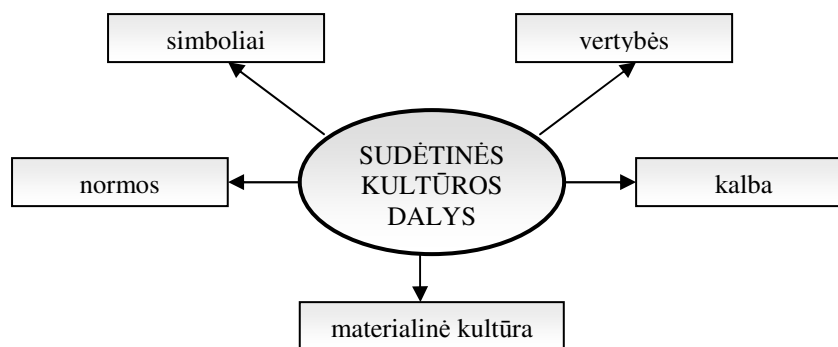 simboliai
vertybės
SUDĖTINĖS
KULTŪROS
DALYS
normos
kalba
materialinė kultūra